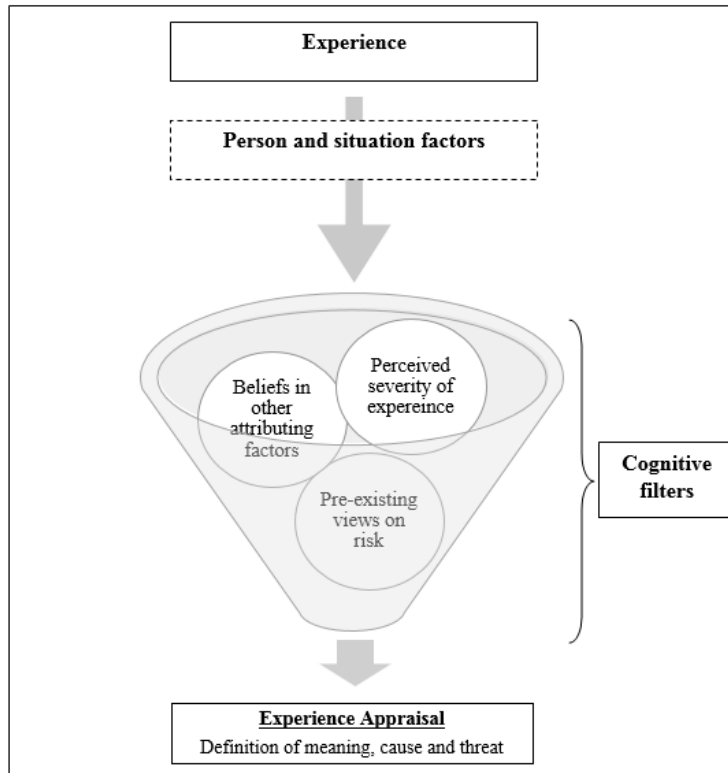 Experience
Person and situation factors
Perceived
severity of
expereince
Beliefs in
other
attributing
factors
Pre-existing
views on
risk
Cognitive
filters
Experience Appraisal
Definition of meaning, cause and threat